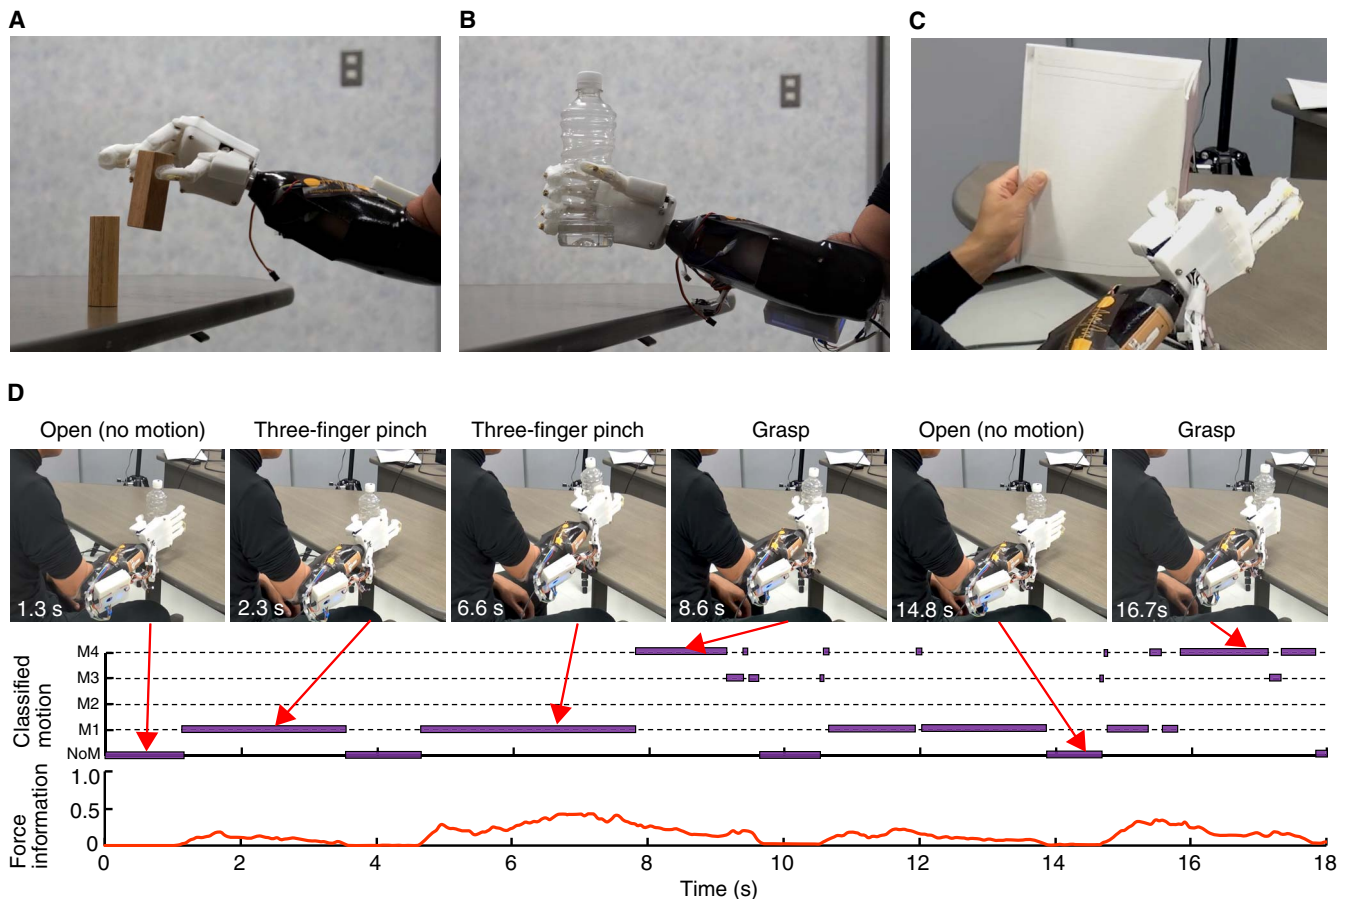 A
B
C
D
Open (no motion)
Three-finger pinch
Three-finger pinch
Grasp
Open (no motion)
Grasp
1.3 s
2.3 s
6.6 s
8.6 s
14.8 s
16.7s
Classified
motion
M4
M3
M2
M1
NoM
Force
information
1.0
0.5
0
0
2
4
6
8
10
12
14
16
18
Time (s)